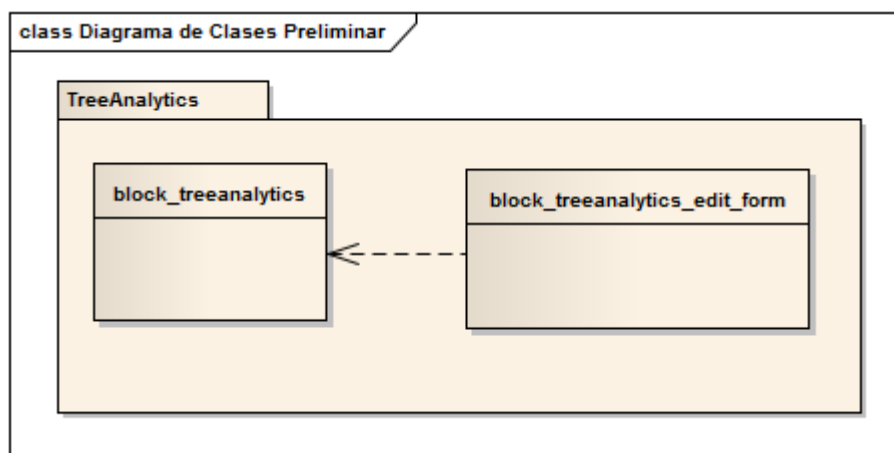 class Diagrama de Clases Preliminar
TreeAnalytics
block_treeanalytics
block_treeanalytics_edit_form